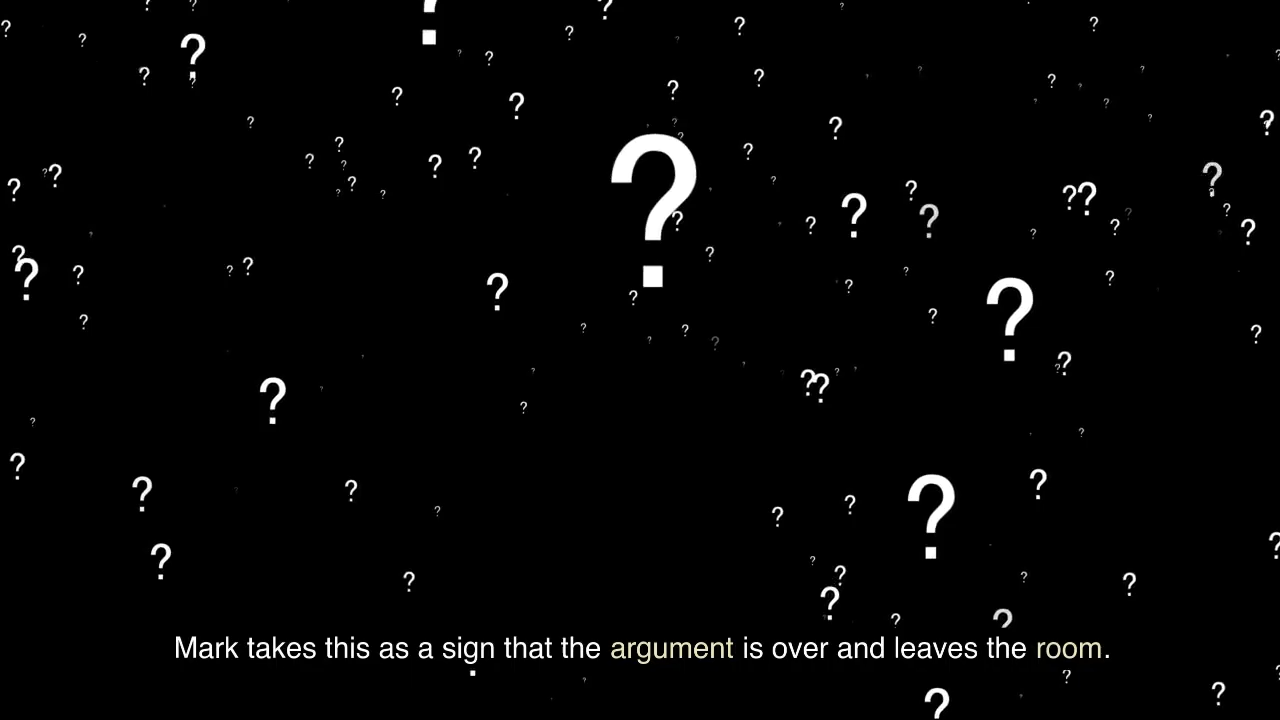 Mark takes this as a sign that the argument is over and leaves the room.